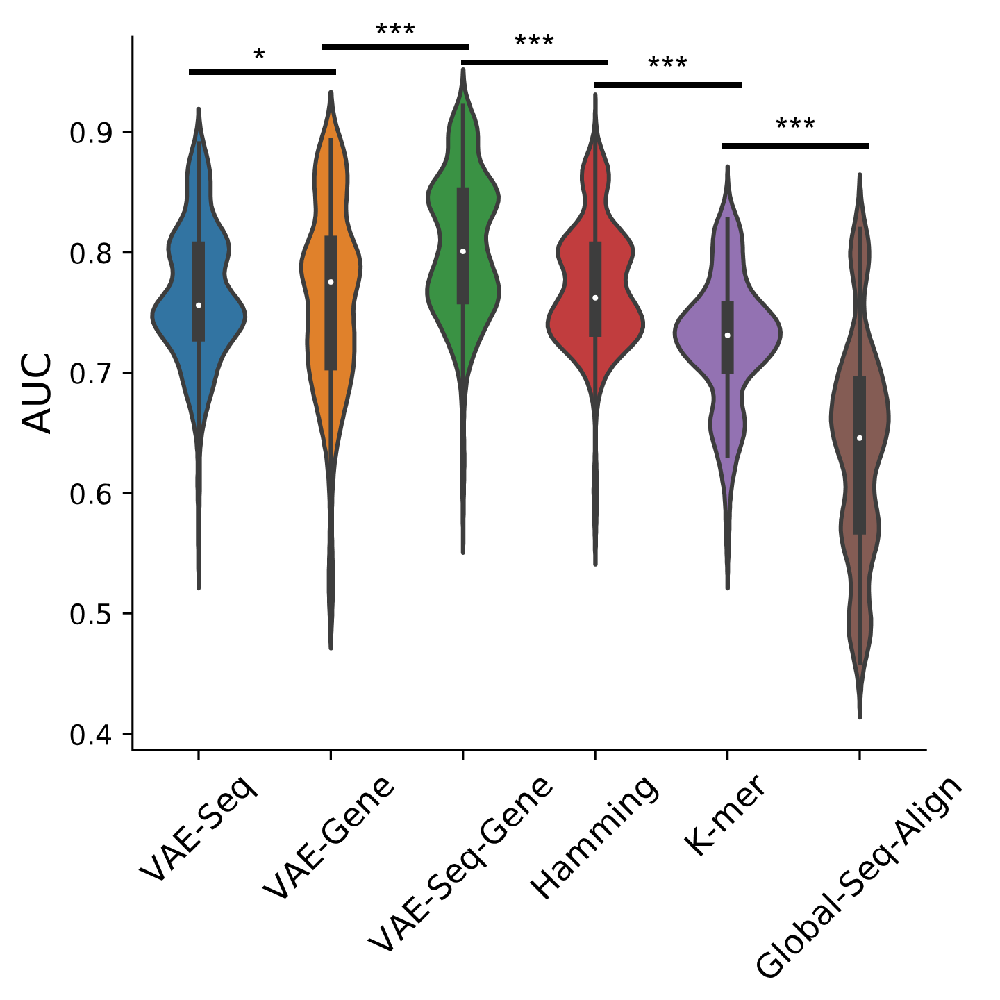 ***
***
*
***
***
0.9
0.8
0.7
0.6
0.5
0.4
AUC
VAE-Seq
VAE-Gene
VAE-Seq-Gene
Hamming
K-mer
Global-Seq-Align